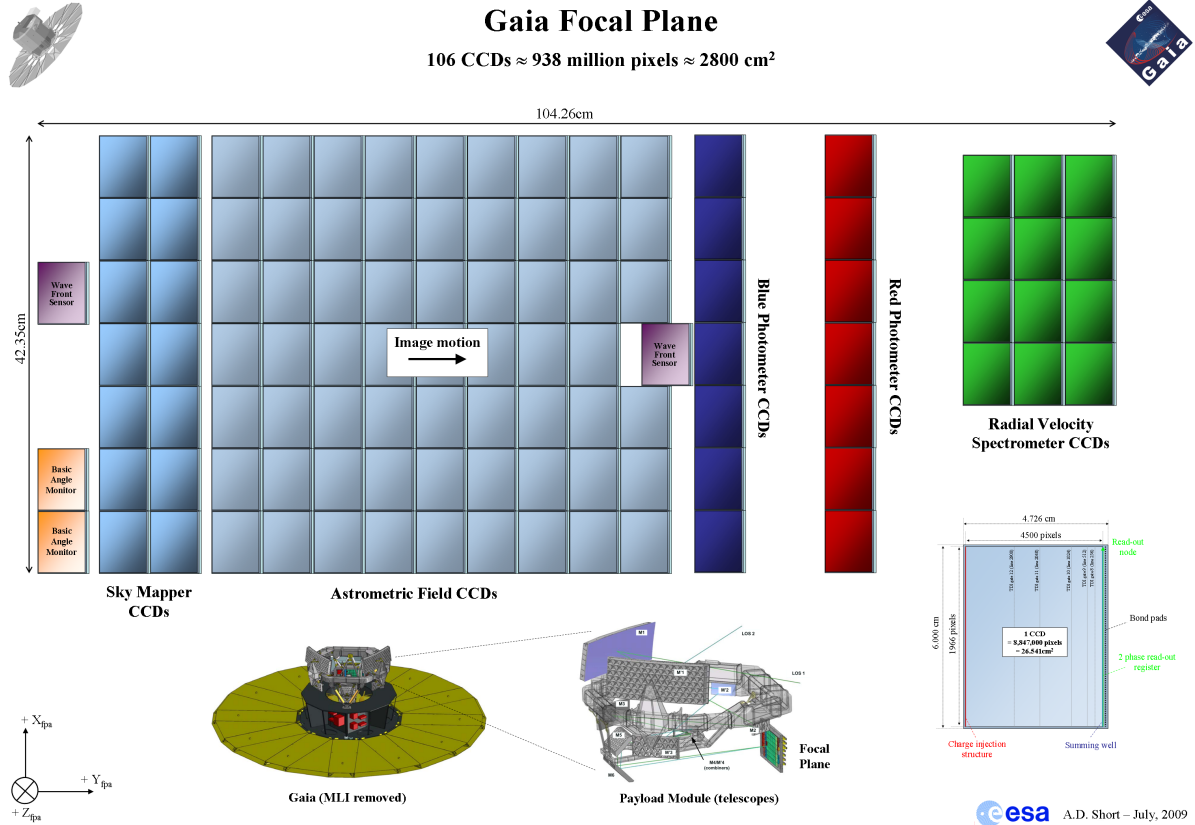 Gaia Focal Plane
106 CCDs ≈ 938 million pixels ≈ 2800 cm²
esa
Gaia
104.26cm
42.35cm
Wave
Front
Sensor
Basic
Angle
Monitor
Basic
Angle
Monitor
Image motion
Wave
Front
Sensor
Blue Photometer CCDs
Red Photometer CCDs
Sky Mapper
CCDs
Astrometric Field CCDs
Radial Velocity
Spectrometer CCDs
4.726 cm
4500 pixels
6.000 cm
1966 pixels
Read-out
node
1 CCD
= 8,847,000 pixels
= 26.541cm²
Bond pads
2 phase read-out
register
Charge injection
structure
Summing well
M1
LOS 2
M'1
LOS 1
M'2
M3
M5
M2
M'3
M4/M'4
(combiners)
M6
Focal
Plane
+ Xfpa
+ Yfpa
+ Zfpa
Gaia (MLI removed)
Payload Module (telescopes)
esa
A.D. Short – July, 2009